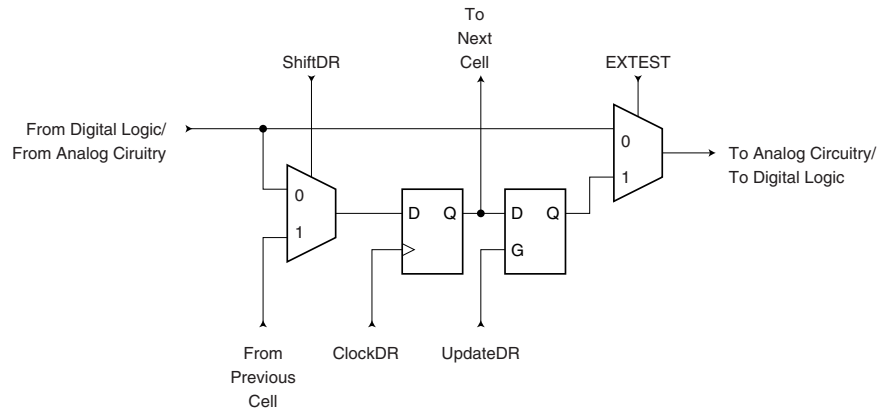 To
Next
Cell
ShiftDR
EXTEST
From Digital Logic/
From Analog Ciruitry
0
1
To Analog Circuitry/
To Digital Logic
0
1
D Q
D Q
G
From
Previous
Cell
ClockDR
UpdateDR